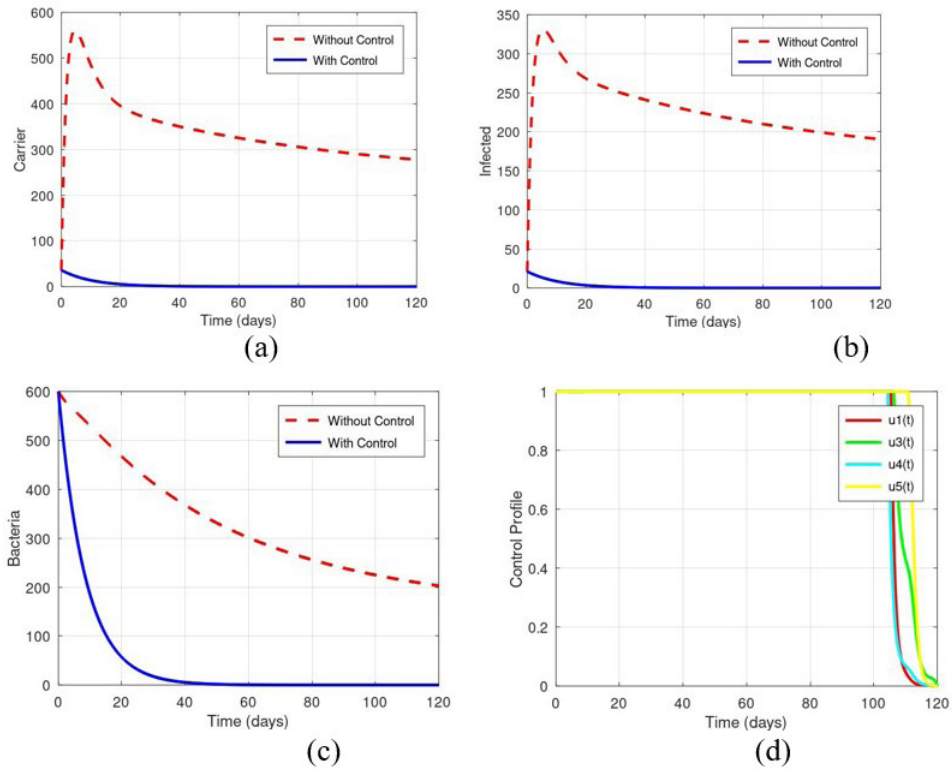 600
500
400
300
200
100
0
Carrier
Without Control
With Control
0 20 40 60 80 100 120
Time (days)
(a)
350
300
250
200
150
100
50
0
Infected
Without Control
With Control
0 20 40 60 80 100 120
Time (days)
(b)
600
500
400
300
200
100
0
Bacteria
Without Control
With Control
0 20 40 60 80 100 120
Time (days)
(c)
1
0.8
0.6
0.4
0.2
0
Control Profile
u1(t)
u3(t)
u4(t)
u5(t)
0 20 40 60 80 100 120
Time (days)
(d)